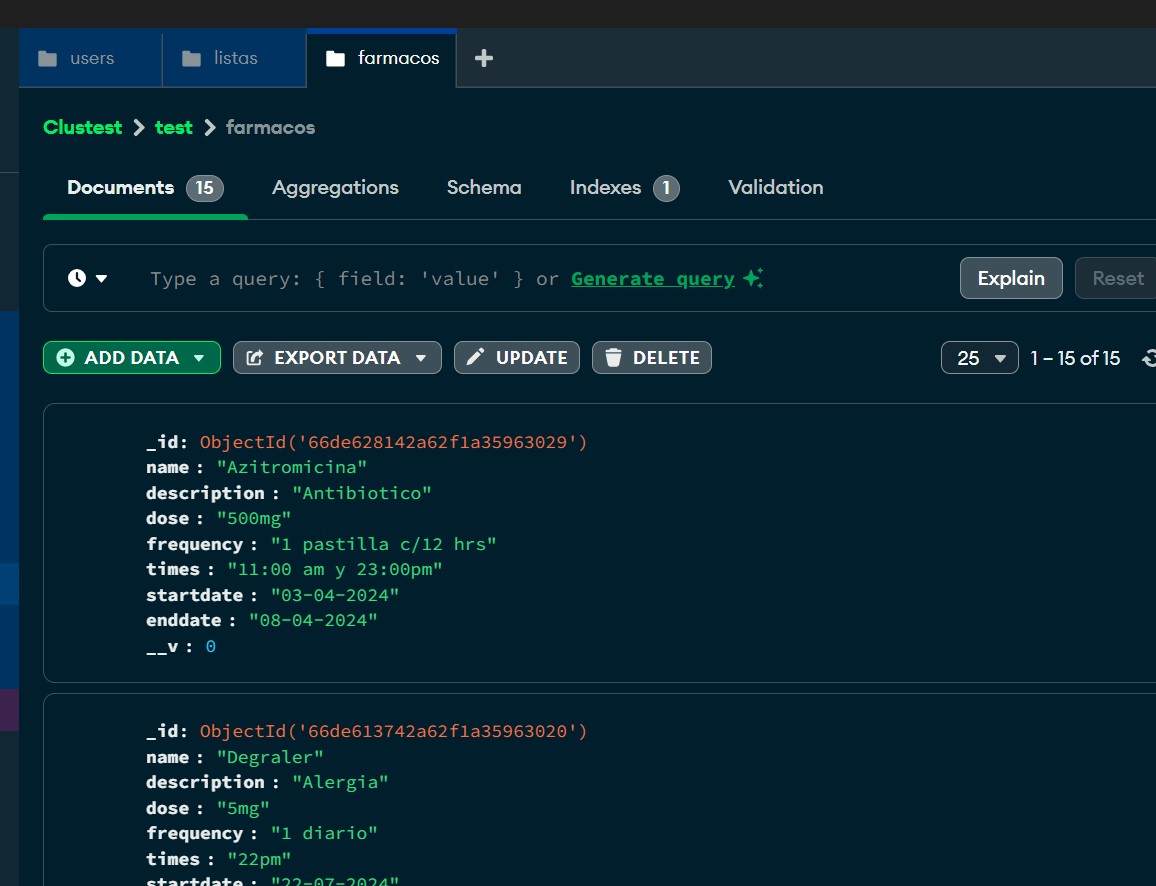 users listas farmacos
Clustest > test > farmacos
Documents 15 Aggregations Schema Indexes 1 Validation
Type a query: { field: 'value' } or Generate query Explain Reset
ADD DATA EXPORT DATA UPDATE DELETE 25 1 – 15 of 15
_id: ObjectId('66de628142a62f1a35963029')
name : "Azitromicina"
description : "Antibiotico"
dose : "500mg"
frequency : "1 pastilla c/12 hrs"
times : "11:00 am y 23:00pm"
startdate : "03-04-2024"
enddate : "08-04-2024"
__v : 0
_id: ObjectId('66de613742a62f1a35963020')
name : "Degraler"
description : "Alergia"
dose : "5mg"
frequency : "1 diario"
times : "22pm"
startdate : "22-07-2024"